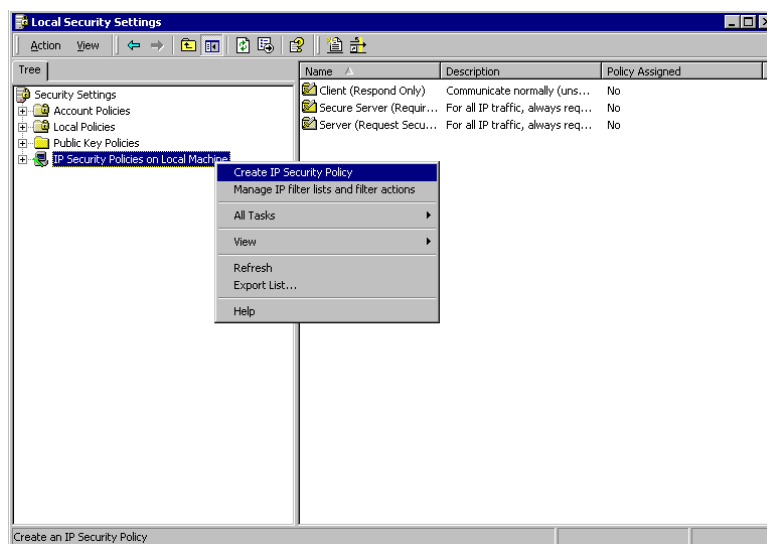 Local Security Settings
Action View
Tree
Name Description Policy Assigned
Security Settings
Account Policies
Local Policies
Public Key Policies
IP Security Policies on Local Machine
Client (Respond Only) Communicate normally (uns... No
Secure Server (Requir... For all IP traffic, always req... No
Server (Request Secu... For all IP traffic, always req... No
Create IP Security Policy
Manage IP filter lists and filter actions
All Tasks
View
Refresh
Export List...
Help
Create an IP Security Policy